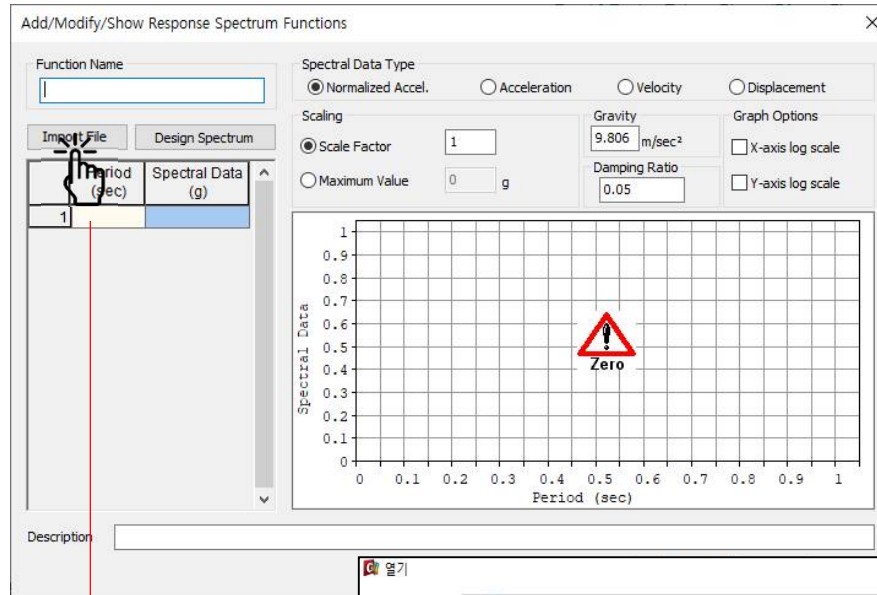 Add/Modify/Show Response Spectrum Functions
Function Name
Import File
Design Spectrum
Period
(sec)
Spectral Data
(g)
1
Spectral Data Type
Normalized Accel.
Acceleration
Velocity
Displacement
Scaling
Scale Factor
1
Maximum Value
0
g
Gravity
9.806
m/sec²
Damping Ratio
0.05
Graph Options
X-axis log scale
Y-axis log scale
Spectral Data
1
0.9
0.8
0.7
0.6
0.5
0.4
0.3
0.2
0.1
0
Zero
0 0.1 0.2 0.3 0.4 0.5 0.6 0.7 0.8 0.9 1
Period (sec)
Description
열기